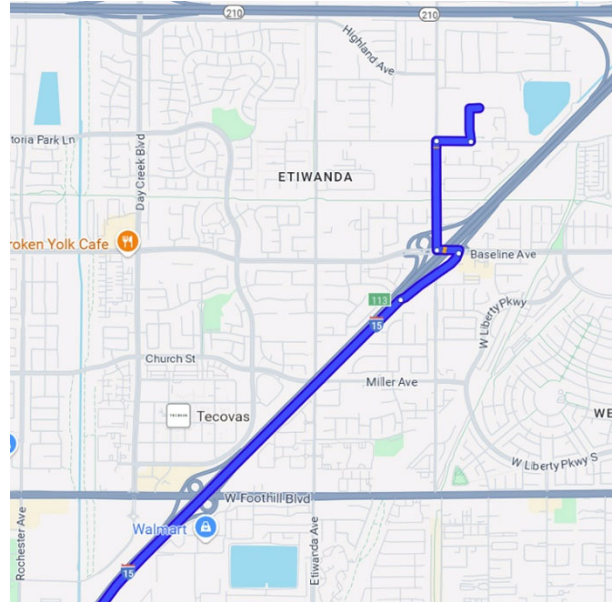 210
210
Highland Ave
toria Park Ln
Day Creek Blvd
ETIWANDA
roken Yolk Cafe
Baseline Ave
113
15
W Liberty Pkwy
Church St
Miller Ave
TECOVAS
Tecovas
WE
W Liberty Pkwy S
W Foothill Blvd
Walmart
Rochester Ave
Etiwanda Ave
15